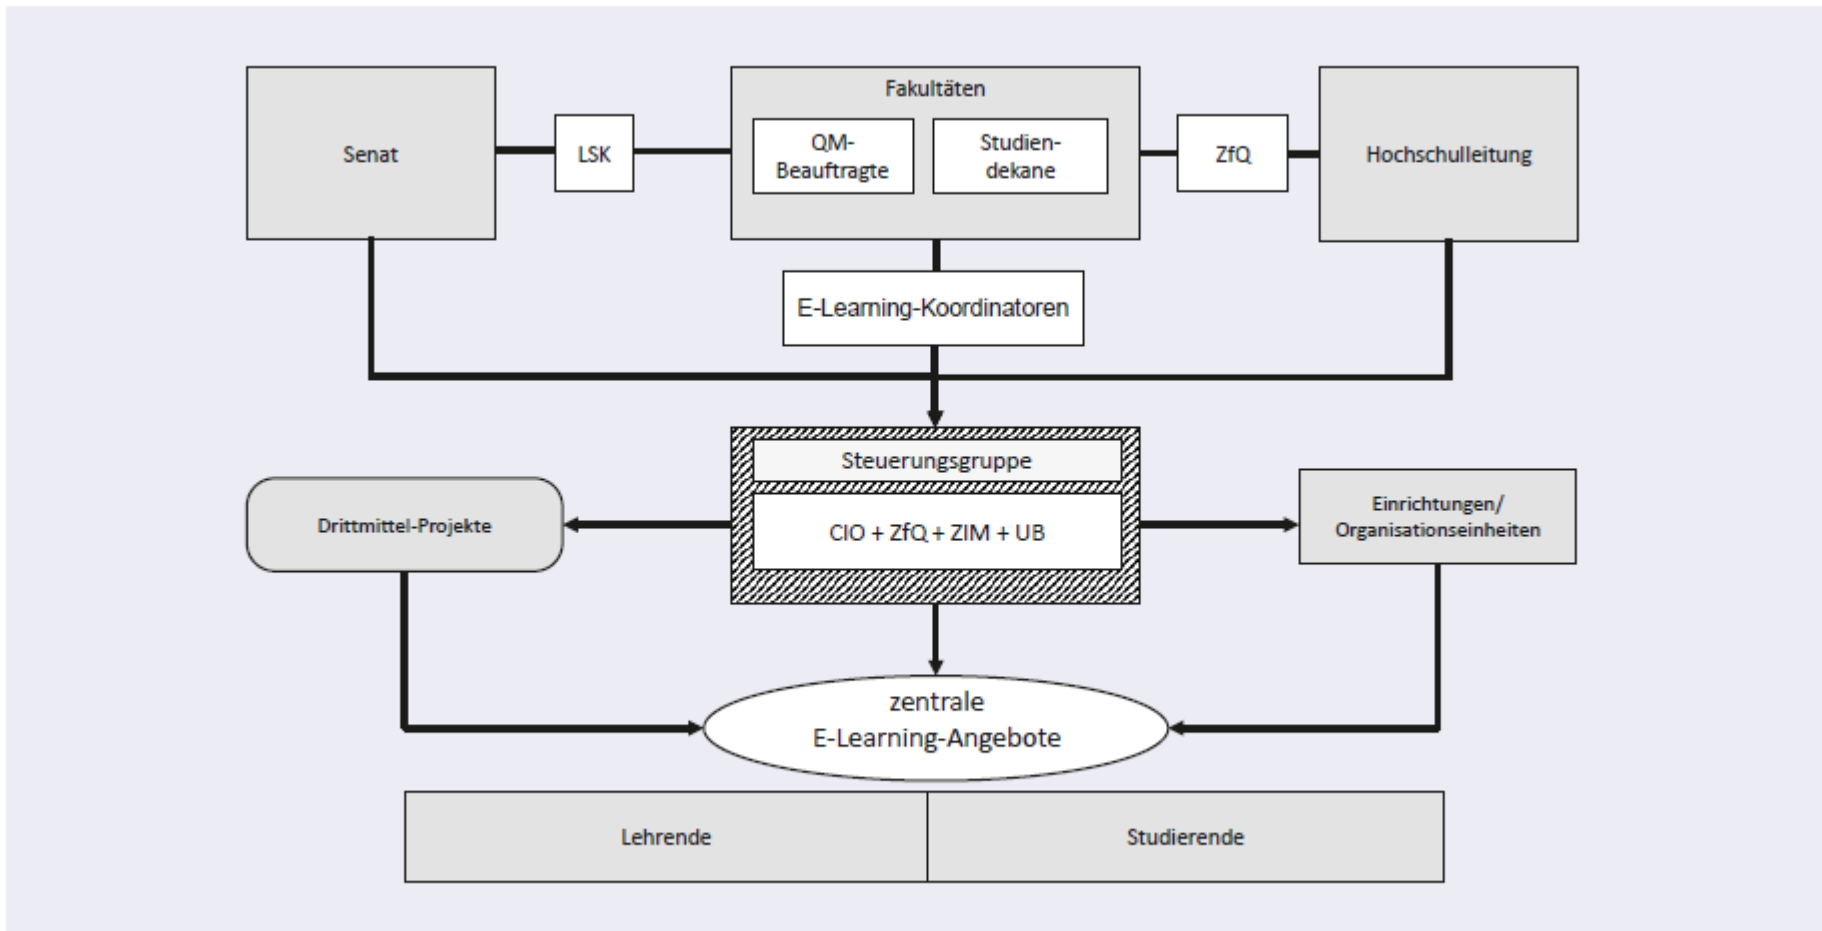 Fakultäten
Senat
LSK
QM-
Beauftragte
Studien-
dekane
ZfQ
Hochschulleitung
E-Learning-Koordinatoren
Steuerungsgruppe
CIO + ZfQ + ZIM + UB
Drittmittel-Projekte
Einrichtungen/
Organisationseinheiten
zentrale
E-Learning-Angebote
Lehrende
Studierende